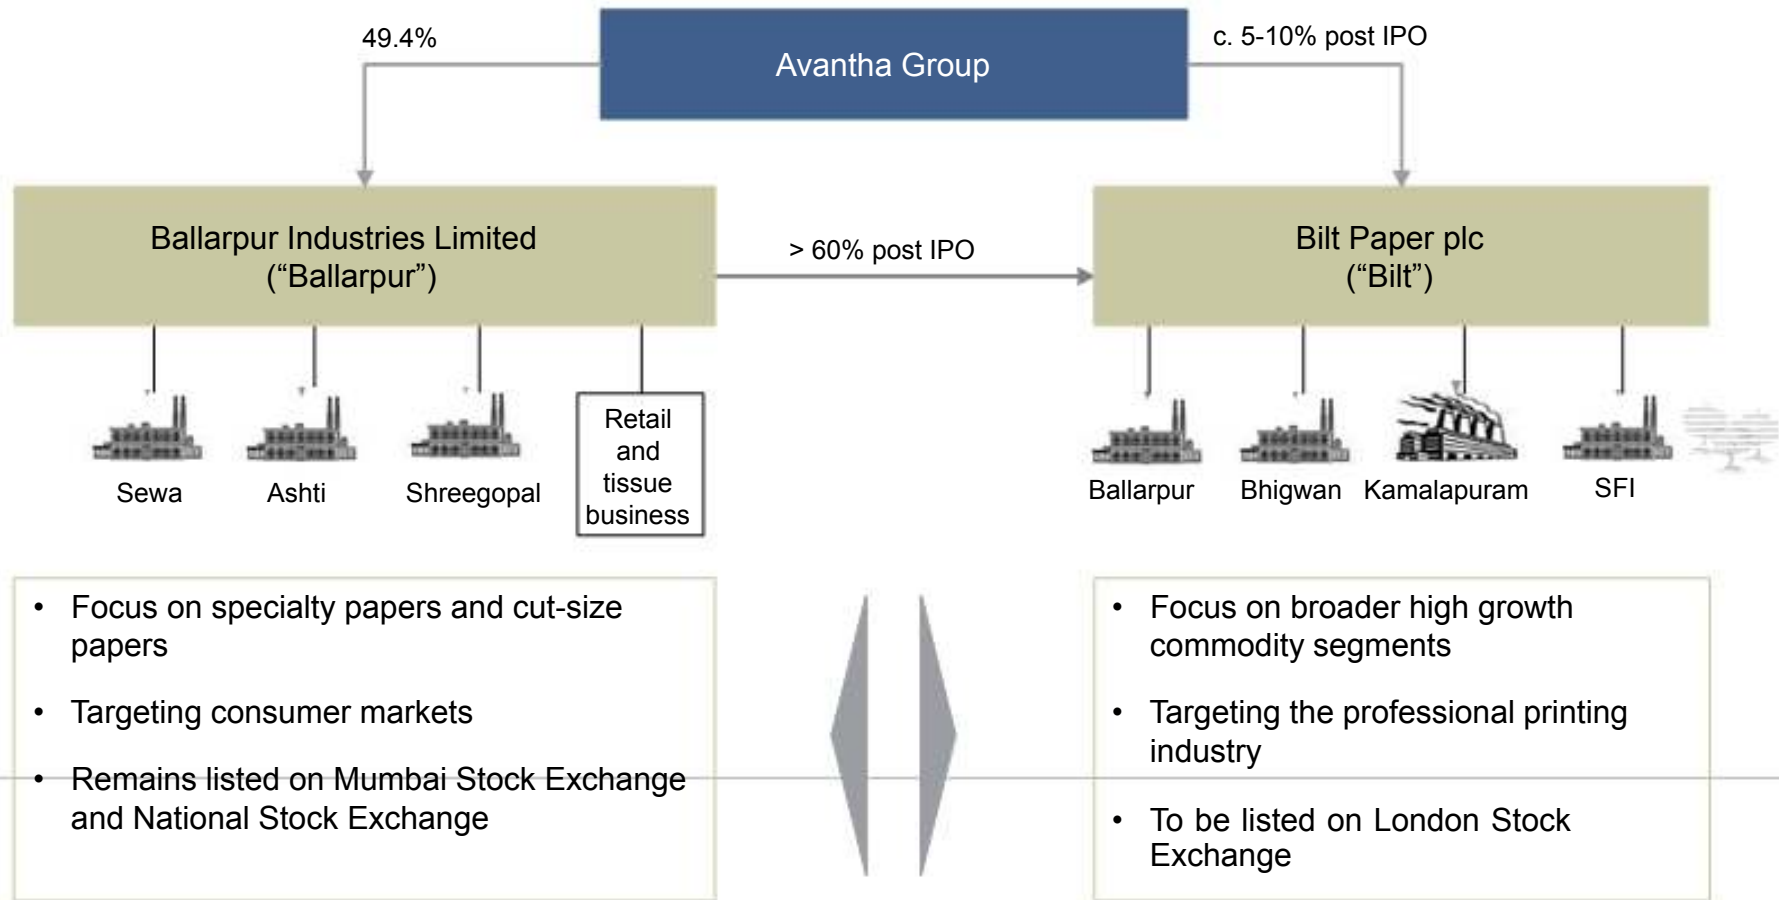 49.4%
Avantha Group
c. 5-10% post IPO
Ballarpur Industries Limited
(“Ballarpur”)
> 60% post IPO
Bilt Paper plc
(“Bilt”)
Sewa
Ashti
Shreegopal
Retail
and
tissue
business
Ballarpur
Bhigwan
Kamalapuram
SFI
• Focus on specialty papers and cut-size
papers
• Targeting consumer markets
• Remains listed on Mumbai Stock Exchange
and National Stock Exchange
• Focus on broader high growth
commodity segments
• Targeting the professional printing
industry
• To be listed on London Stock
Exchange